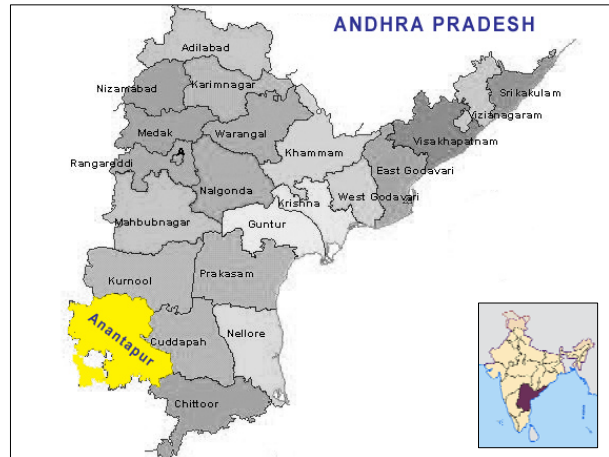 ANDHRA PRADESH
Adilabad
Nizamabad
Karimnagar
Srikakulam
Vizianagaram
Medak
Warangal
Visakhapatnam
Khammam
A
Rangareddi
East Godavari
Nalgonda
West Godavari
Krishna
Mahbubnagar
Guntur
Prakasam
Kurnool
Anantapur
Nellore
Cuddapah
Chittoor